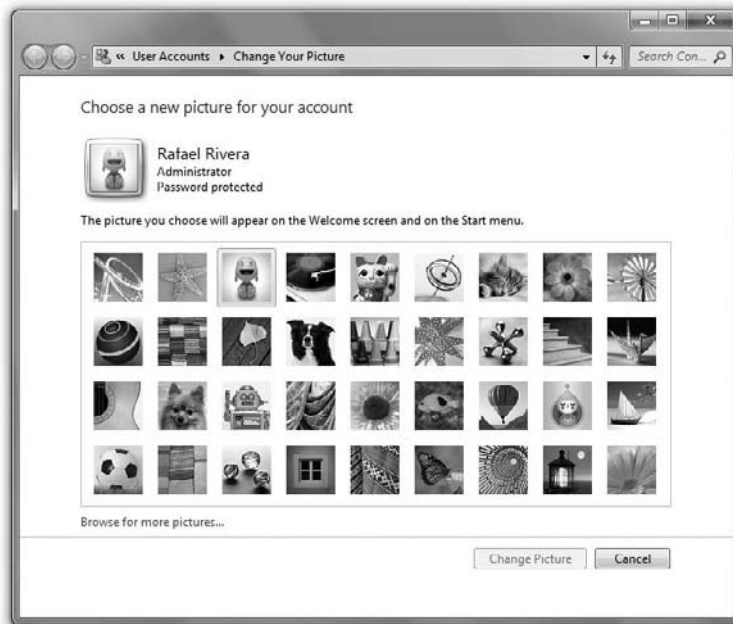 « User Accounts ▸ Change Your Picture
Search Con...
Choose a new picture for your account
Rafael Rivera
Administrator
Password protected
The picture you choose will appear on the Welcome screen and on the Start menu.
Browse for more pictures...
Change Picture
Cancel